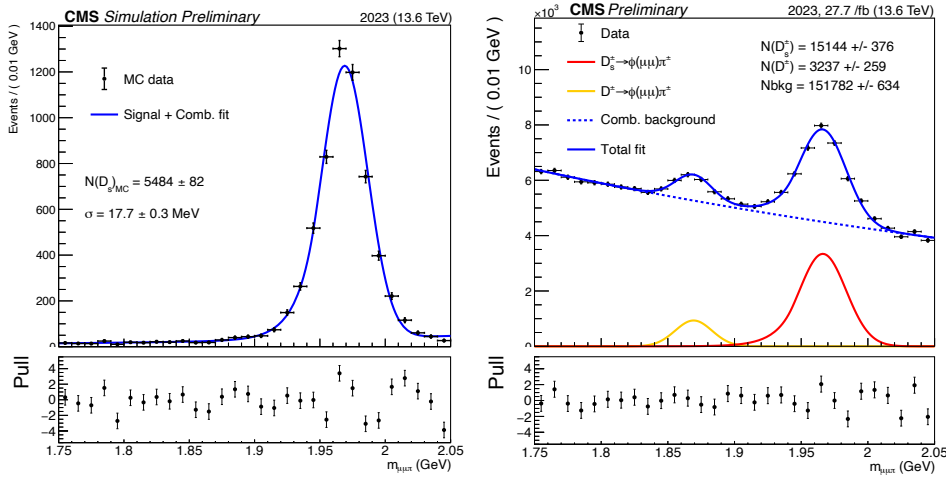 CMS Simulation Preliminary 2023 (13.6 TeV)
Events / ( 0.01 GeV )
1400
1200
1000
800
600
400
200
0
MC data
Signal + Comb. fit
N(D_s)_MC = 5484 ± 82
σ = 17.7 ± 0.3 MeV
Pull
4
2
0
−2
−4
1.75 1.8 1.85 1.9 1.95 2 2.05
m_μμπ (GeV)
CMS Preliminary 2023, 27.7 /fb (13.6 TeV)
×10³
Events / ( 0.01 GeV )
12
10
8
6
4
2
0
Data
D_s^±→φ(μμ)π^±
D^±→φ(μμ)π^±
Comb. background
Total fit
N(D_s^±) = 15144 +/- 376
N(D^±) = 3237 +/- 259
Nbkg = 151782 +/- 634
Pull
4
2
0
−2
−4
1.75 1.8 1.85 1.9 1.95 2 2.05
m_μμπ (GeV)